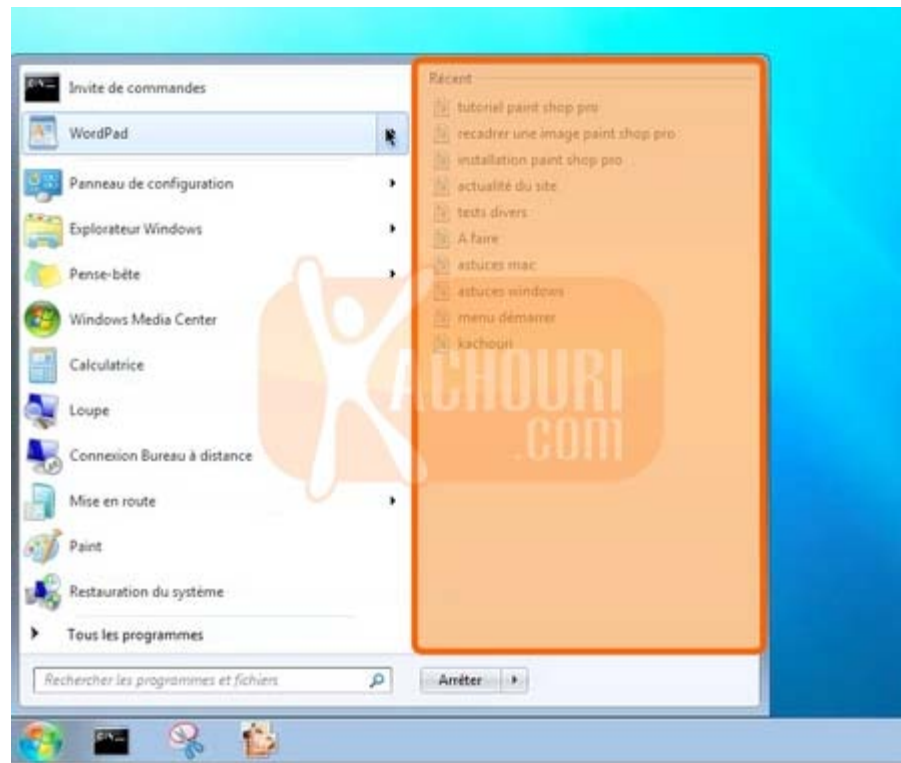 Invite de commandes
WordPad
Panneau de configuration
Explorateur Windows
Pense-bête
Windows Media Center
Calculatrice
Loupe
Connexion Bureau à distance
Mise en route
Paint
Restauration du système
Tous les programmes
Rechercher les programmes et fichiers
Récent
tutoriel paint shop pro
recadrer une image paint shop pro
installation paint shop pro
actualité du site
tests divers
A faire
astuces mac
astuces windows
menu démarrer
kachouri
Arrêter
KACHOURI
.com